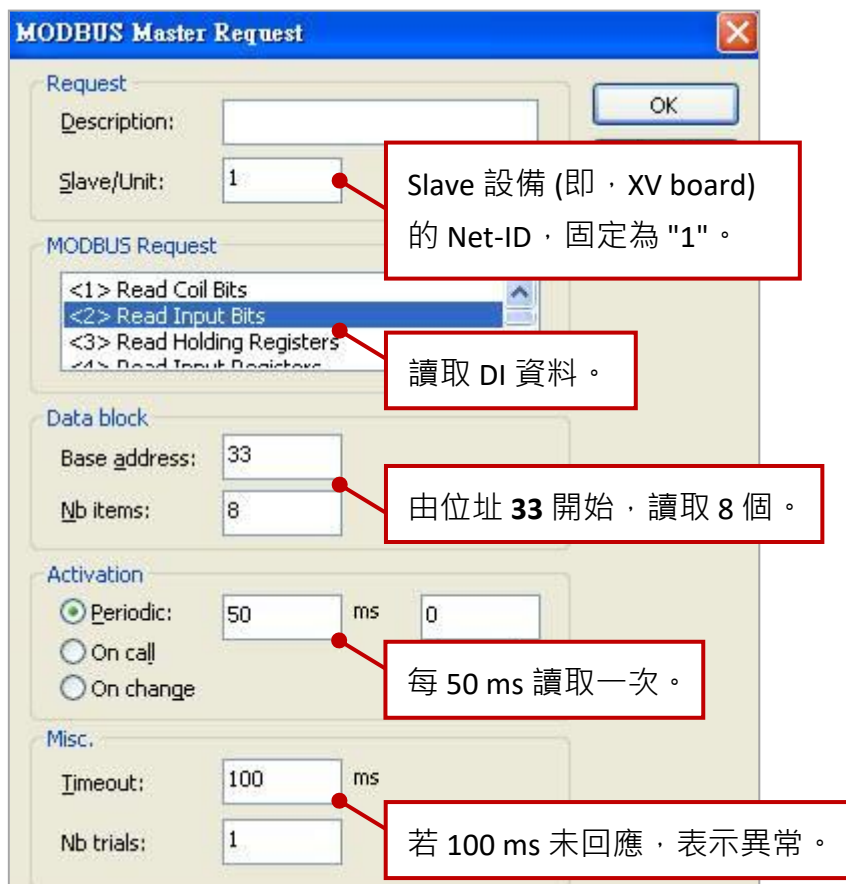 MODBUS Master Request
Request
OK
Description:
Slave/Unit:
1
Slave 設備 (即，XV board)
的 Net-ID，固定為 "1"。
MODBUS Request
<1> Read Coil Bits
<2> Read Input Bits
<3> Read Holding Registers
<4> Read Input Registers
讀取 DI 資料。
Data block
Base address:
33
Nb items:
8
由位址 33 開始，讀取 8 個。
Activation
Periodic:
50
ms
0
On call
On change
每 50 ms 讀取一次。
Misc.
Timeout:
100
ms
Nb trials:
1
若 100 ms 未回應，表示異常。